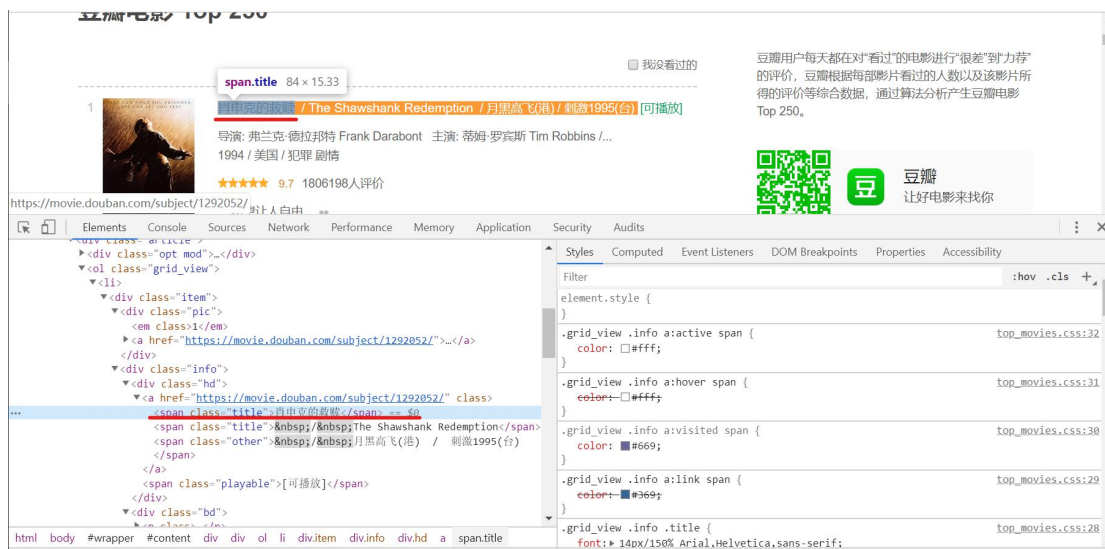 豆瓣电影 Top 250
span.title 84 × 15.33
我没看过的
1
肖申克的救赎 / The Shawshank Redemption / 月黑高飞(港) / 刺激1995(台) [可播放]
导演: 弗兰克·德拉邦特 Frank Darabont 主演: 蒂姆·罗宾斯 Tim Robbins /...
1994 / 美国 / 犯罪 剧情
9.7 1806198人评价
让人自由
https://movie.douban.com/subject/1292052/
豆瓣用户每天都在对“看过”的电影进行“很差”到“力荐”
的评价，豆瓣根据每部影片看过的人数以及该影片所
得的评价等综合数据，通过算法分析产生豆瓣电影
Top 250。
豆
豆瓣
让好电影来找你
Elements Console Sources Network Performance Memory Application Security Audits
<div class="article">
<div class="opt mod">…</div>
<ol class="grid_view">
<li>
<div class="item">
<div class="pic">
<em class>1</em>
<a href="https://movie.douban.com/subject/1292052/">…</a>
</div>
<div class="info">
<div class="hd">
<a href="https://movie.douban.com/subject/1292052/" class>
<span class="title">肖申克的救赎</span> == $0
<span class="title">&nbsp;/&nbsp;The Shawshank Redemption</span>
<span class="other">&nbsp;/&nbsp;月黑高飞(港) / 刺激1995(台)
</span>
</a>
<span class="playable">[可播放]</span>
</div>
<div class="bd">
html body #wrapper #content div div ol li div.item div.info div.hd a span.title
Styles Computed Event Listeners DOM Breakpoints Properties Accessibility
Filter :hov .cls +
element.style {
}
.grid_view .info a:active span { top_movies.css:32
color: #fff;
}
.grid_view .info a:hover span { top_movies.css:31
color: #fff;
}
.grid_view .info a:visited span { top_movies.css:30
color: #669;
}
.grid_view .info a:link span { top_movies.css:29
color: #369;
}
.grid_view .info .title { top_movies.css:28
font: 14px/150% Arial,Helvetica,sans-serif;